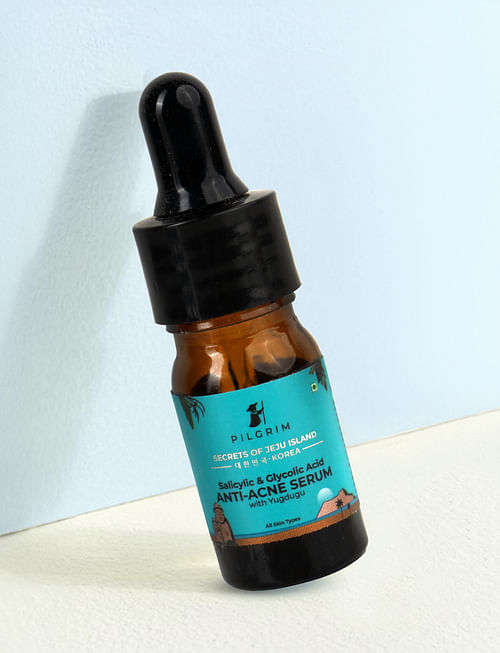 PILGRIM
SECRETS OF JEJU ISLAND
대한민국·KOREA
Salicylic & Glycolic Acid
ANTI-ACNE SERUM
with Yugdugu
All Skin Types